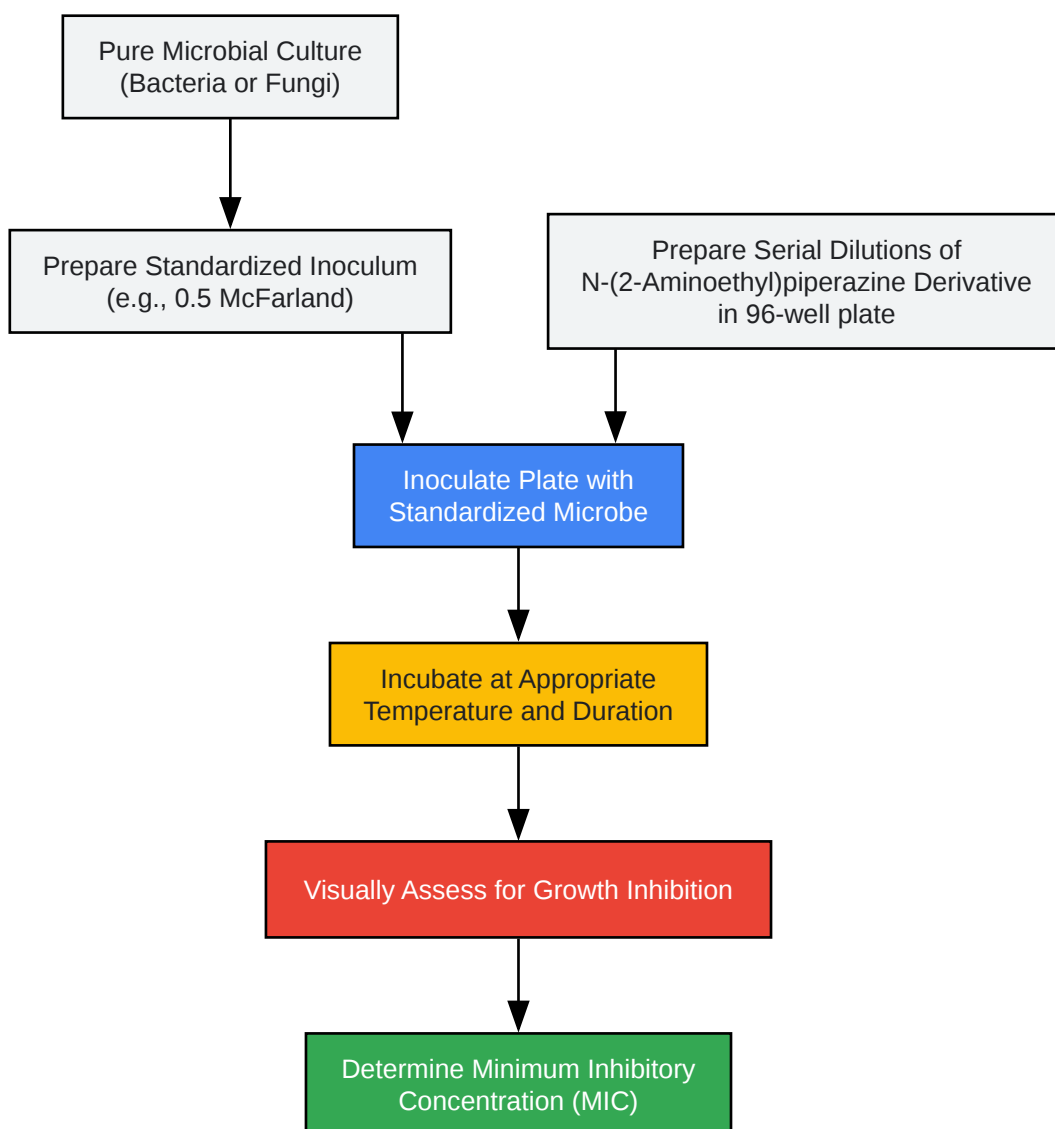 Pure Microbial Culture
(Bacteria or Fungi)
Prepare Standardized Inoculum
(e.g., 0.5 McFarland)
Prepare Serial Dilutions of
N-(2-Aminoethyl)piperazine Derivative
in 96-well plate
Inoculate Plate with
Standardized Microbe
Incubate at Appropriate
Temperature and Duration
Visually Assess for Growth Inhibition
Determine Minimum Inhibitory
Concentration (MIC)